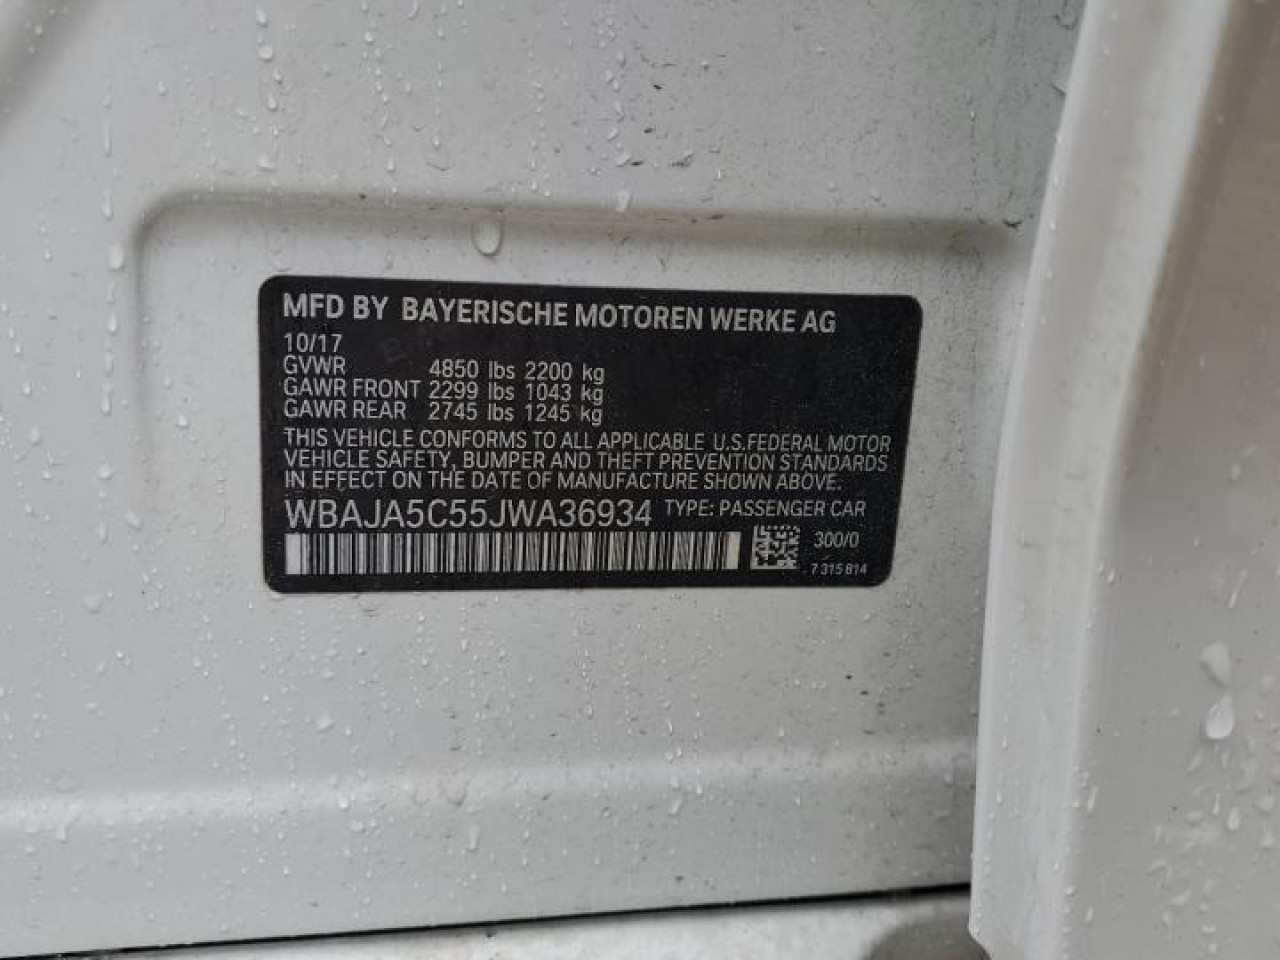 MFD BY BAYERISCHE MOTOREN WERKE AG
10/17
GVWR 4850 lbs 2200 kg
GAWR FRONT 2299 lbs 1043 kg
GAWR REAR 2745 lbs 1245 kg
THIS VEHICLE CONFORMS TO ALL APPLICABLE U.S.FEDERAL MOTOR
VEHICLE SAFETY, BUMPER AND THEFT PREVENTION STANDARDS
IN EFFECT ON THE DATE OF MANUFACTURE SHOWN ABOVE.
WBAJA5C55JWA36934 TYPE: PASSENGER CAR
300/0
7 315 814